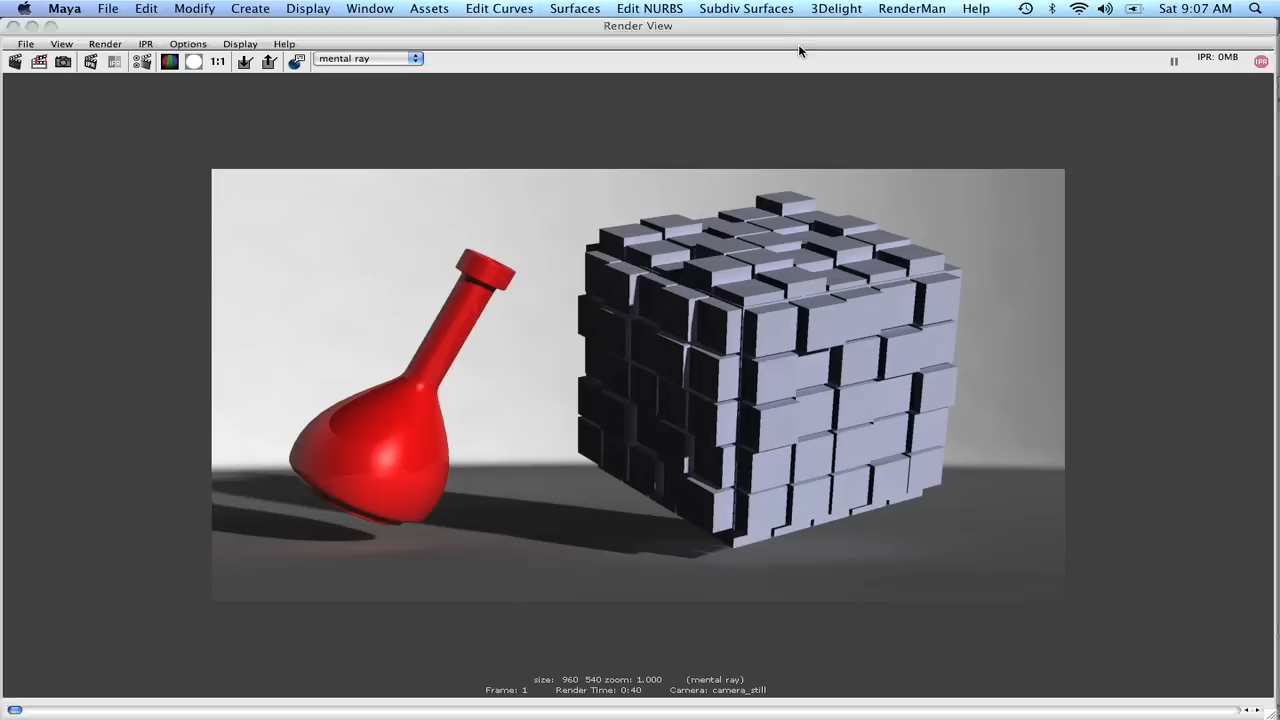 Maya File Edit Modify Create Display Window Assets Edit Curves Surfaces Edit NURBS Subdiv Surfaces 3Delight RenderMan Help Sat 9:07 AM
Render View
File View Render IPR Options Display Help
1:1 mental ray IPR: 0MB IPR
size: 960 540 zoom: 1.000 (mental ray)
Frame: 1 Render Time: 0:40 Camera: camera_still